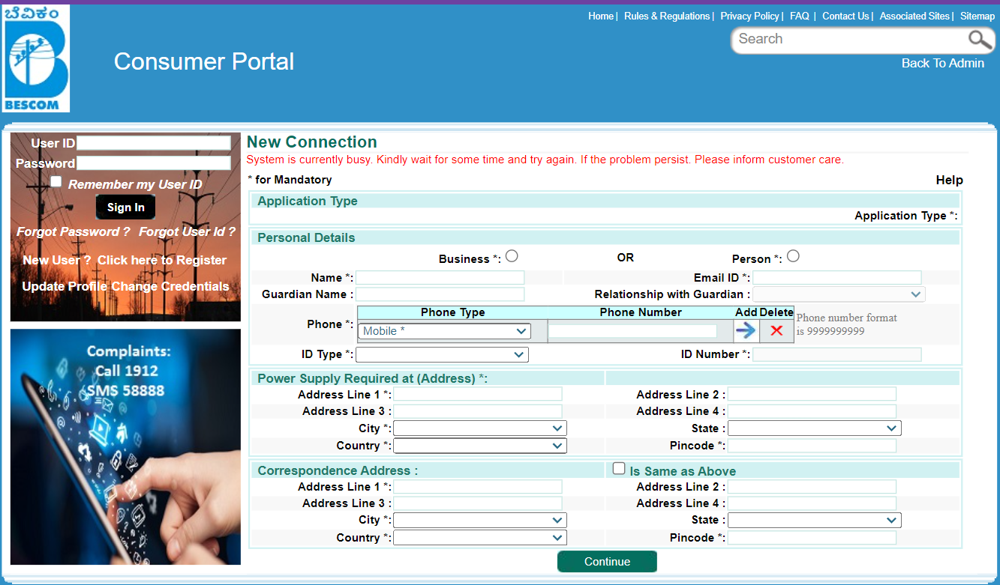 ಬೆವಿಕಂ
BESCOM
Consumer Portal
Home | Rules & Regulations | Privacy Policy | FAQ | Contact Us | Associated Sites | Sitemap
Search
Back To Admin
User ID
Password
Remember my User ID
Sign In
Forgot Password ? Forgot User Id ?
New User ? Click here to Register
Update Profile Change Credentials
Complaints:
Call 1912
SMS 58888
New Connection
System is currently busy. Kindly wait for some time and try again. If the problem persist. Please inform customer care.
* for Mandatory Help
Application Type
Application Type *:
Personal Details
Business *: OR Person *:
Name *: Email ID *:
Guardian Name : Relationship with Guardian :
Phone Type Phone Number Add Delete
Phone *: Mobile * Phone number format
is 9999999999
ID Type *: ID Number *:
Power Supply Required at (Address) *:
Address Line 1 *: Address Line 2 :
Address Line 3 : Address Line 4 :
City *: State :
Country *: Pincode *:
Correspondence Address : Is Same as Above
Address Line 1 *: Address Line 2 :
Address Line 3 : Address Line 4 :
City *: State :
Country *: Pincode *:
Continue